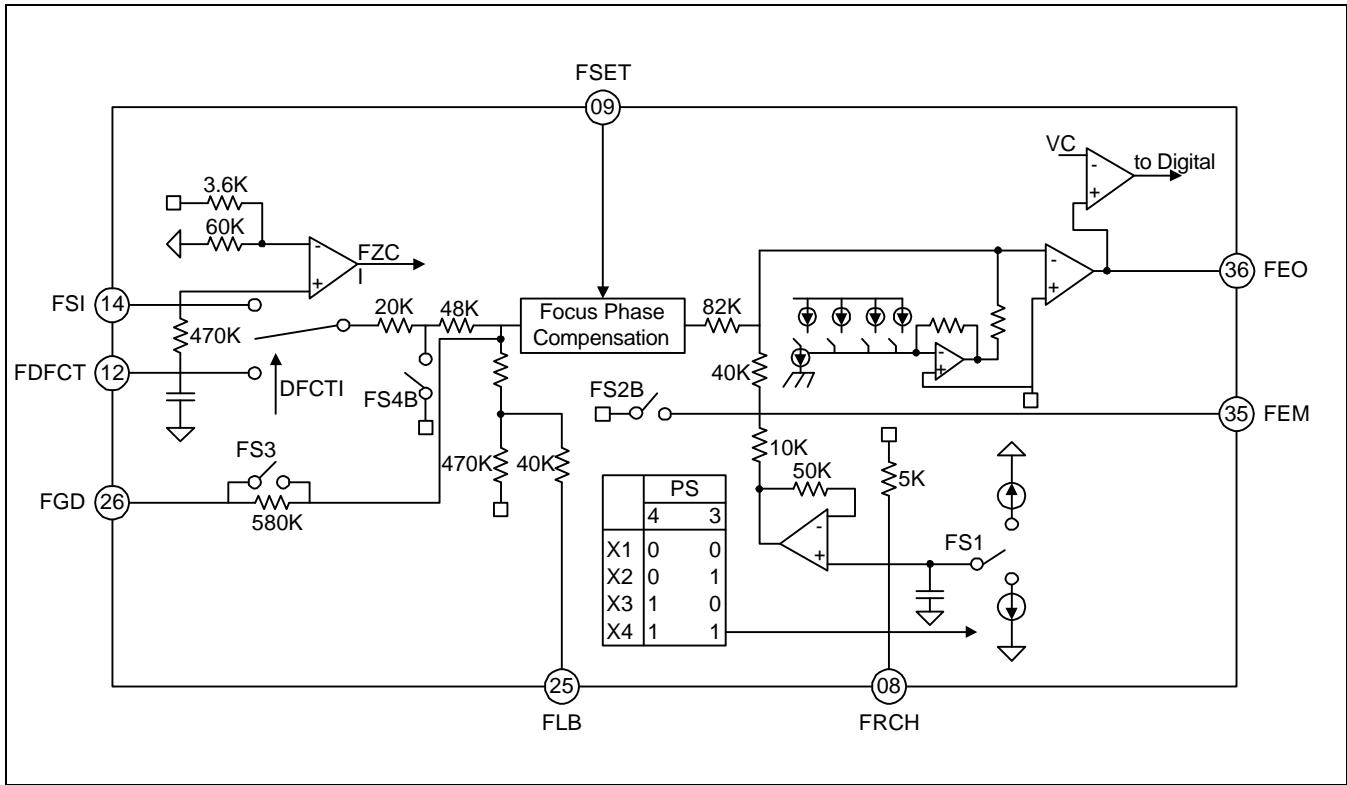 FSET
09
VC
to Digital
-
+
3.6K
60K
-
+
FZC
I
FSI
14
470K
20K
48K
Focus Phase
Compensation
82K
-
+
36
FEO
FDFCT
12
DFCTI
FS4B
40K
-
+
FS2B
35
FEM
FS3
470K
40K
10K
5K
FGD
26
580K
50K
-
+
FS1
PS
4 3
X1 0 0
X2 0 1
X3 1 0
X4 1 1
25
FLB
08
FRCH